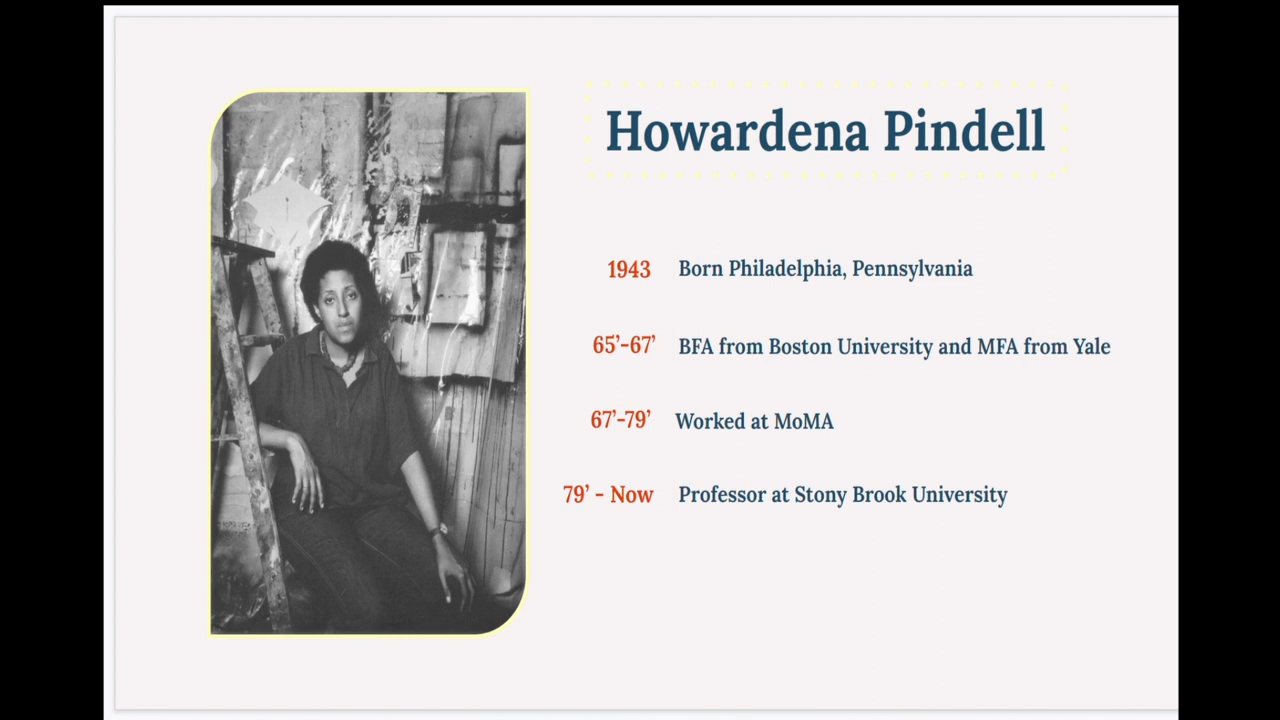 Howardena Pindell
1943 Born Philadelphia, Pennsylvania
65’-67’ BFA from Boston University and MFA from Yale
67’-79’ Worked at MoMA
79’ - Now Professor at Stony Brook University